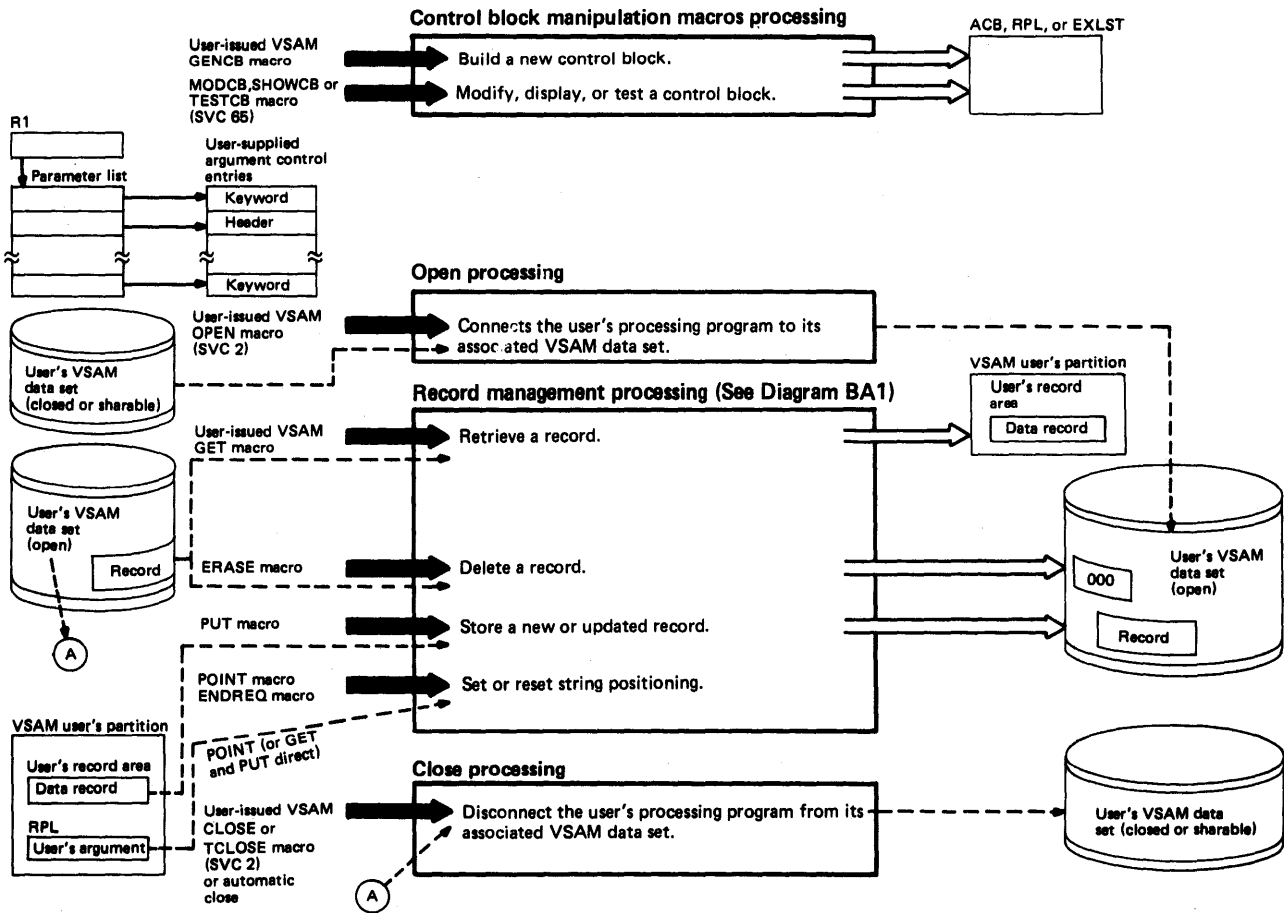 Control block manipulation macros processing
User-issued VSAM
GENCB macro
Build a new control block.
MODCB,SHOWCB or
TESTCB macro
(SVC 65)
Modify, display, or test a control block.
ACB, RPL, or EXLST
R1
Parameter list
User-supplied
argument control
entries
Keyword
Header
Keyword
Open processing
User-issued VSAM
OPEN macro
(SVC 2)
Connects the user's processing program to its
associated VSAM data set.
User's VSAM
data set
(closed or sharable)
Record management processing (See Diagram BA1)
VSAM user's partition
User's record
area
Data record
User-issued VSAM
GET macro
Retrieve a record.
User's VSAM
data set
(open)
Record
ERASE macro
Delete a record.
User's VSAM
data set
(open)
000
Record
A
PUT macro
Store a new or updated record.
POINT macro
ENDREQ macro
Set or reset string positioning.
VSAM user's partition
User's record area
Data record
RPL
User's argument
POINT (or GET
and PUT direct)
Close processing
User-issued VSAM
CLOSE or
TCLOSE macro
(SVC 2)
or automatic
close
Disconnect the user's processing program from its
associated VSAM data set.
A
User's VSAM data
set (closed or sharable)